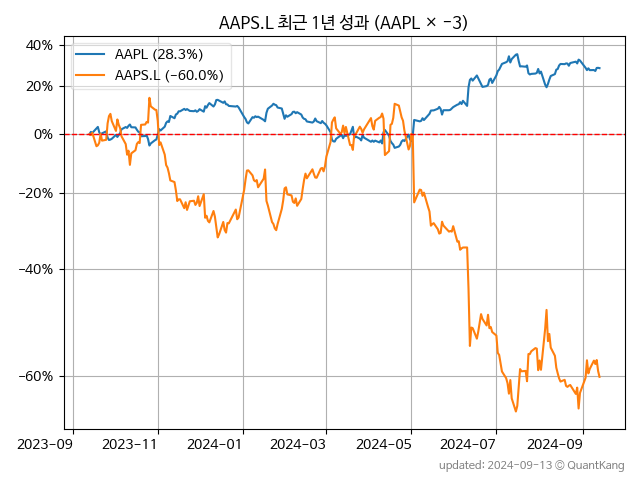 AAPS.L 최근 1년 성과 (AAPL × −3)
AAPL (28.3%)
AAPS.L (−60.0%)
40%
20%
0%
−20%
−40%
−60%
2023-09 2023-11 2024-01 2024-03 2024-05 2024-07 2024-09
updated: 2024-09-13 © QuantKang